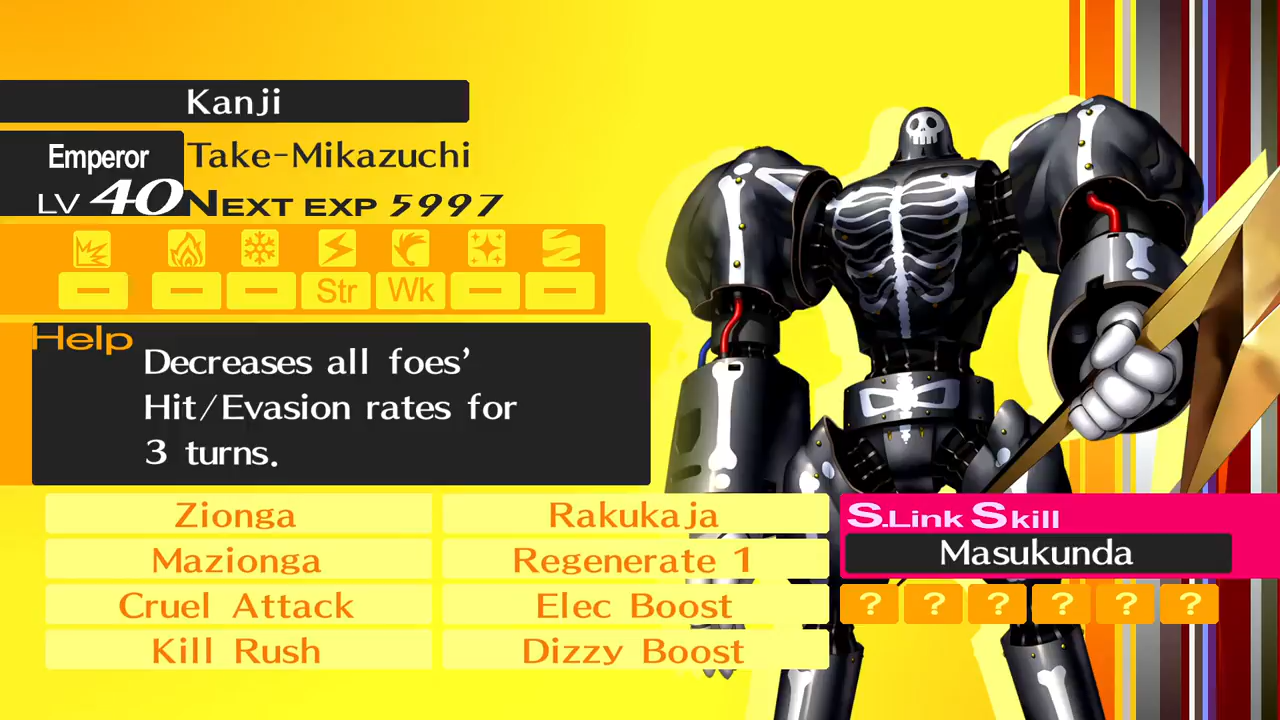 Kanji
Emperor
Take-Mikazuchi
LV 40
NEXT EXP 5997
— — — Str Wk — —
Help
Decreases all foes’
Hit/Evasion rates for
3 turns.
Zionga
Rakukaja
Mazionga
Regenerate 1
Cruel Attack
Elec Boost
Kill Rush
Dizzy Boost
S.Link Skill
Masukunda
? ? ? ? ? ?